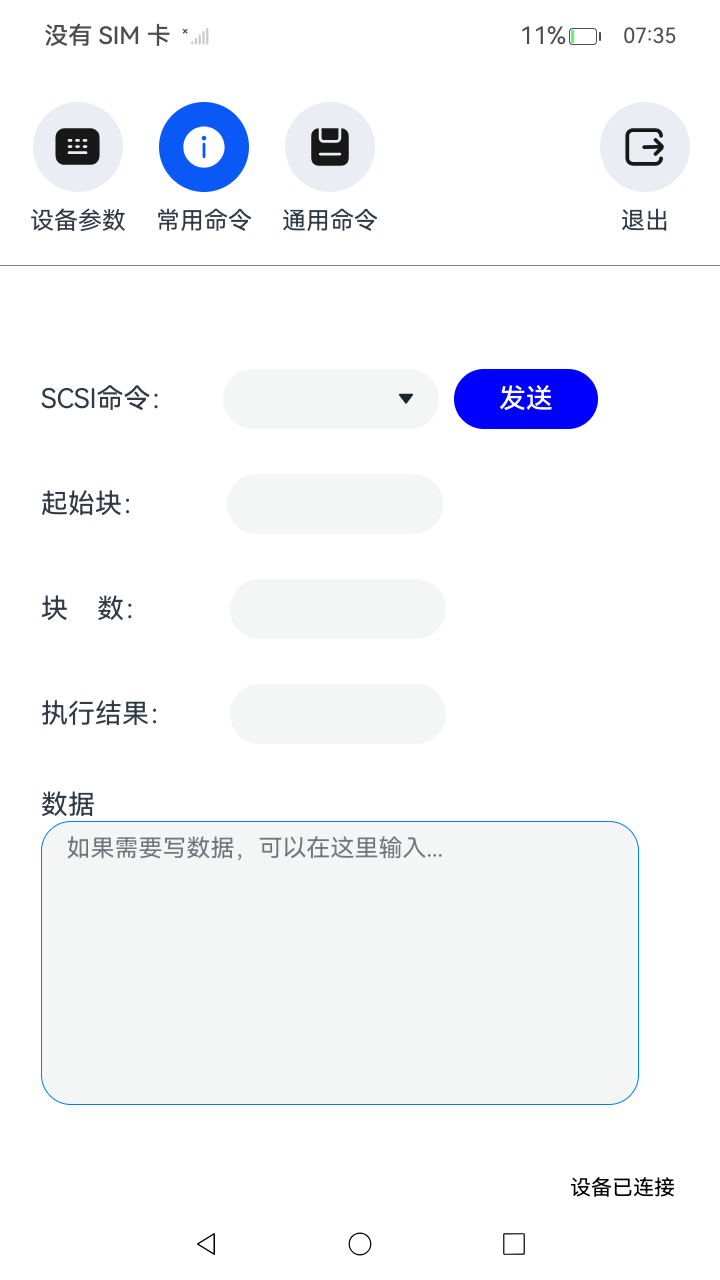 没有 SIM 卡 11% 07:35
设备参数 常用命令 通用命令 退出
SCSI命令： 发送
起始块：
块 数：
执行结果：
数据
如果需要写数据，可以在这里输入...
设备已连接